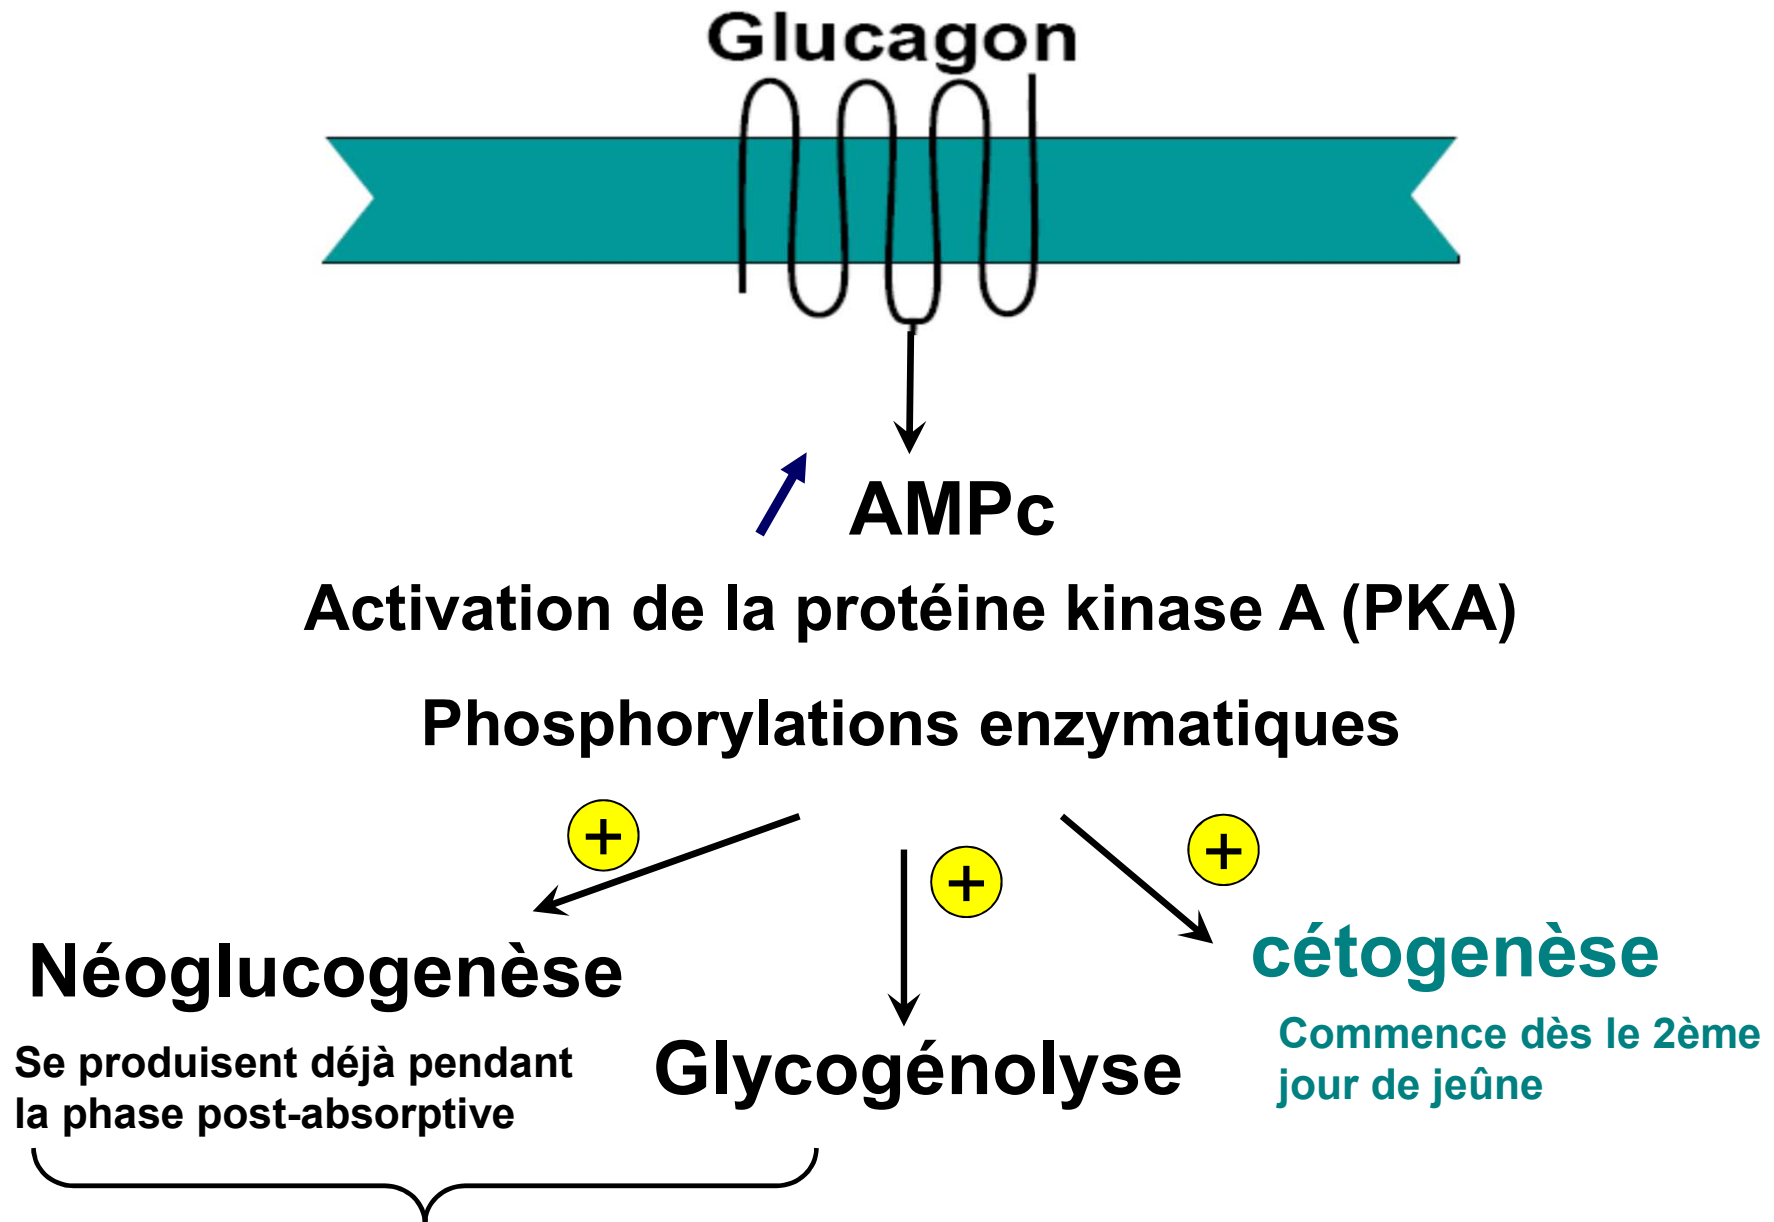 Glucagon
AMPc
Activation de la protéine kinase A (PKA)
Phosphorylations enzymatiques
+
+
+
Néoglucogenèse
Se produisent déjà pendant
la phase post-absorptive
Glycogénolyse
cétogenèse
Commence dès le 2ème
jour de jeûne